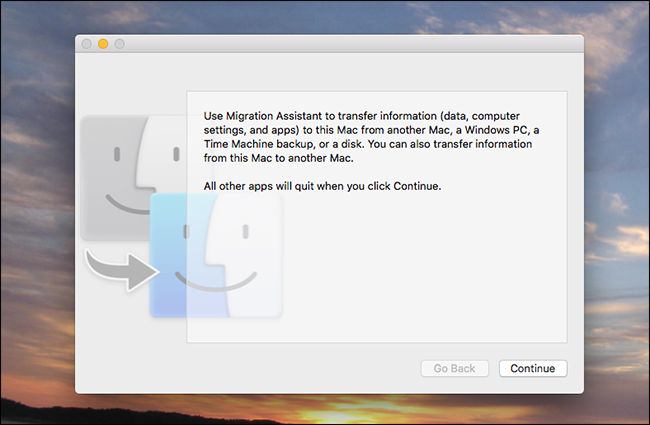 Use Migration Assistant to transfer information (data, computer
settings, and apps) to this Mac from another Mac, a Windows PC, a
Time Machine backup, or a disk. You can also transfer information
from this Mac to another Mac.
All other apps will quit when you click Continue.
Go Back
Continue